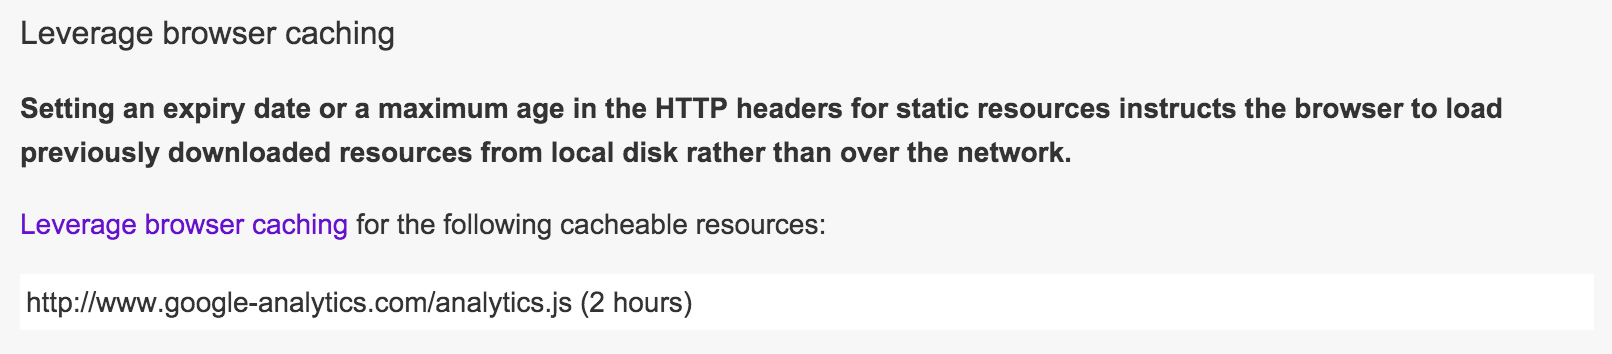 Leverage browser caching
Setting an expiry date or a maximum age in the HTTP headers for static resources instructs the browser to load
previously downloaded resources from local disk rather than over the network.
Leverage browser caching for the following cacheable resources:
http://www.google-analytics.com/analytics.js (2 hours)